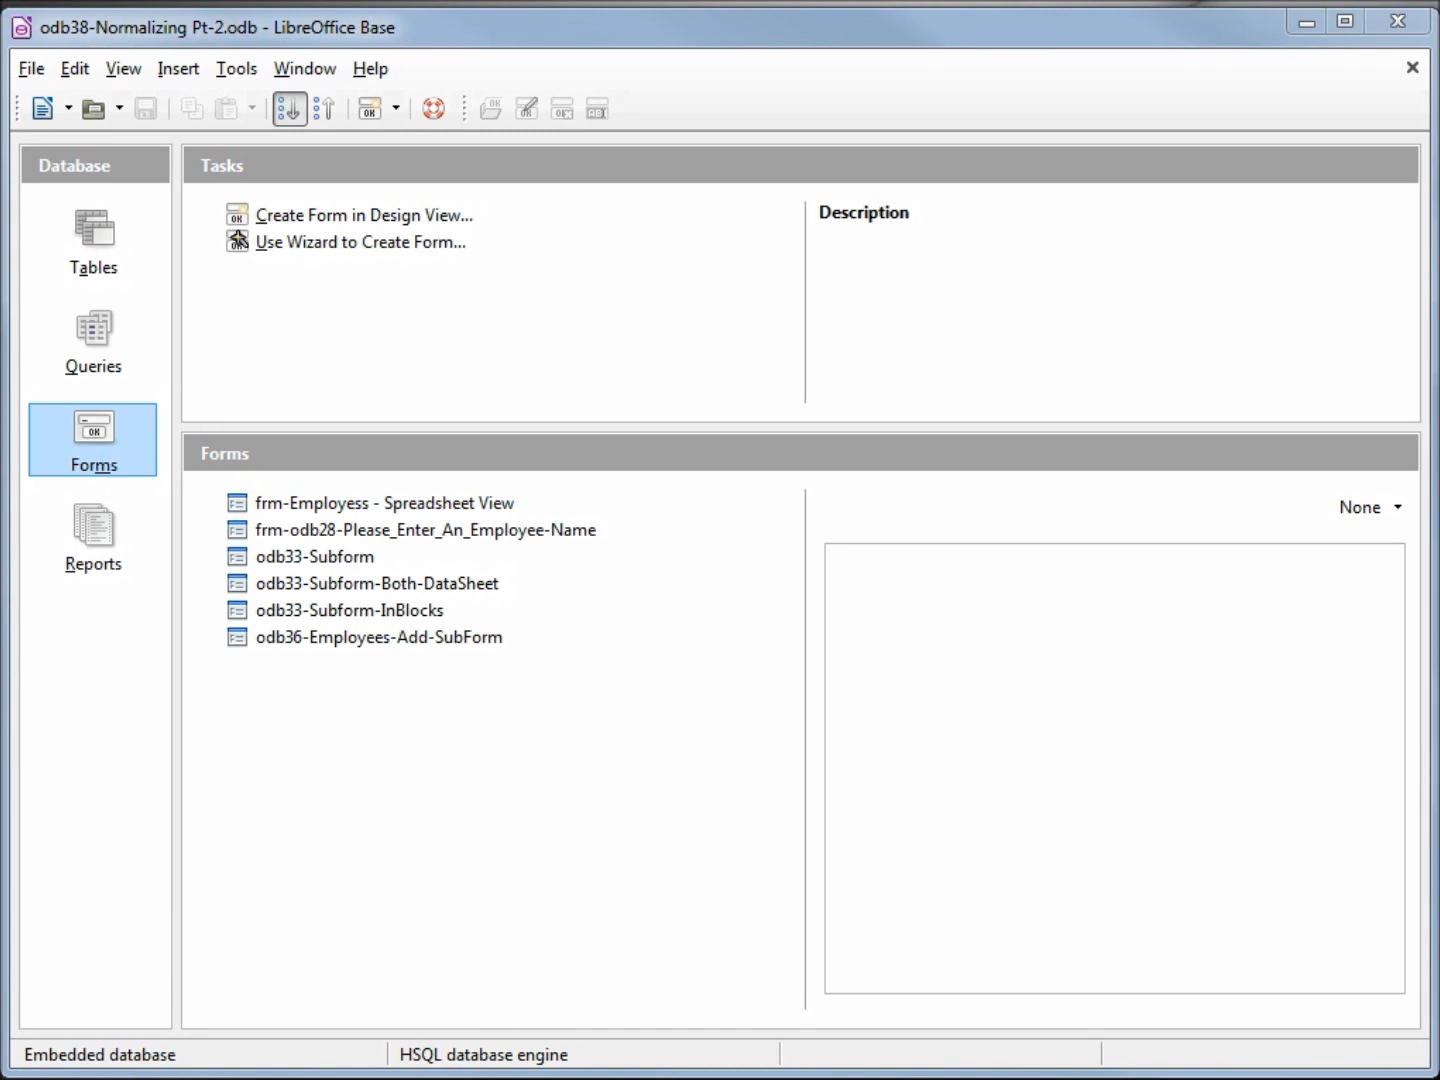 odb38-Normalizing Pt-2.odb - LibreOffice Base
File Edit View Insert Tools Window Help
Database
Tasks
Tables
Queries
Forms
Reports
Create Form in Design View...
Use Wizard to Create Form...
Description
Forms
frm-Employess - Spreadsheet View
frm-odb28-Please_Enter_An_Employee-Name
odb33-Subform
odb33-Subform-Both-DataSheet
odb33-Subform-InBlocks
odb36-Employees-Add-SubForm
None
Embedded database
HSQL database engine